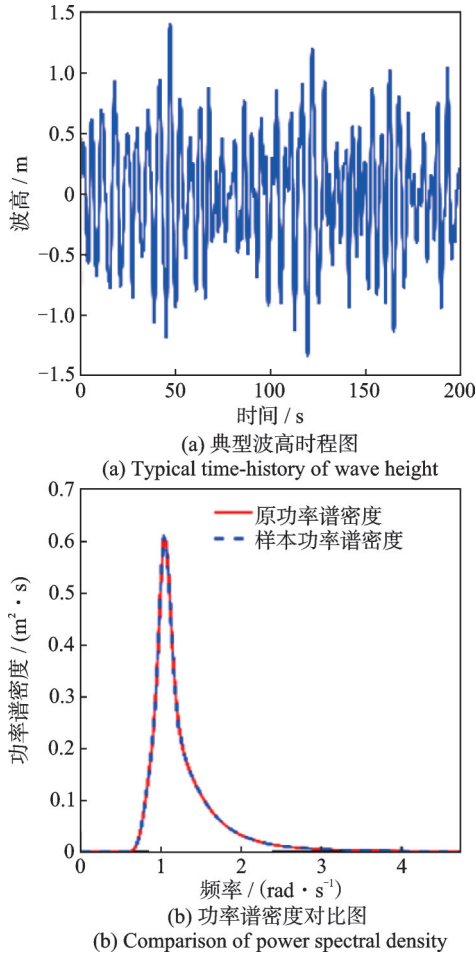 1.5
1.0
0.5
0
−0.5
−1.0
−1.5
波高 / m
0 50 100 150 200
时间 / s
(a) 典型波高时程图
(a) Typical time-history of wave height
0.7
0.6
0.5
0.4
0.3
0.2
0.1
0
功率谱密度 / (m²·s)
原功率谱密度
样本功率谱密度
0 1 2 3 4
频率 / (rad·s⁻¹)
(b) 功率谱密度对比图
(b) Comparison of power spectral density